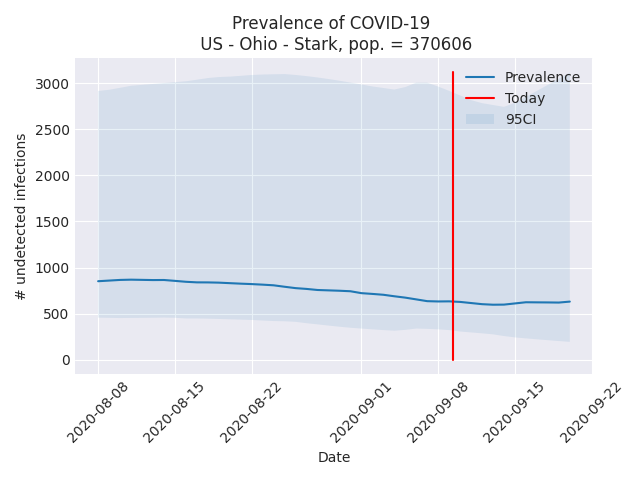 Prevalence of COVID-19
US - Ohio - Stark, pop. = 370606
Prevalence
Today
95CI
3000
2500
2000
1500
1000
500
0
# undetected infections
2020-08-08
2020-08-15
2020-08-22
2020-09-01
2020-09-08
2020-09-15
2020-09-22
Date